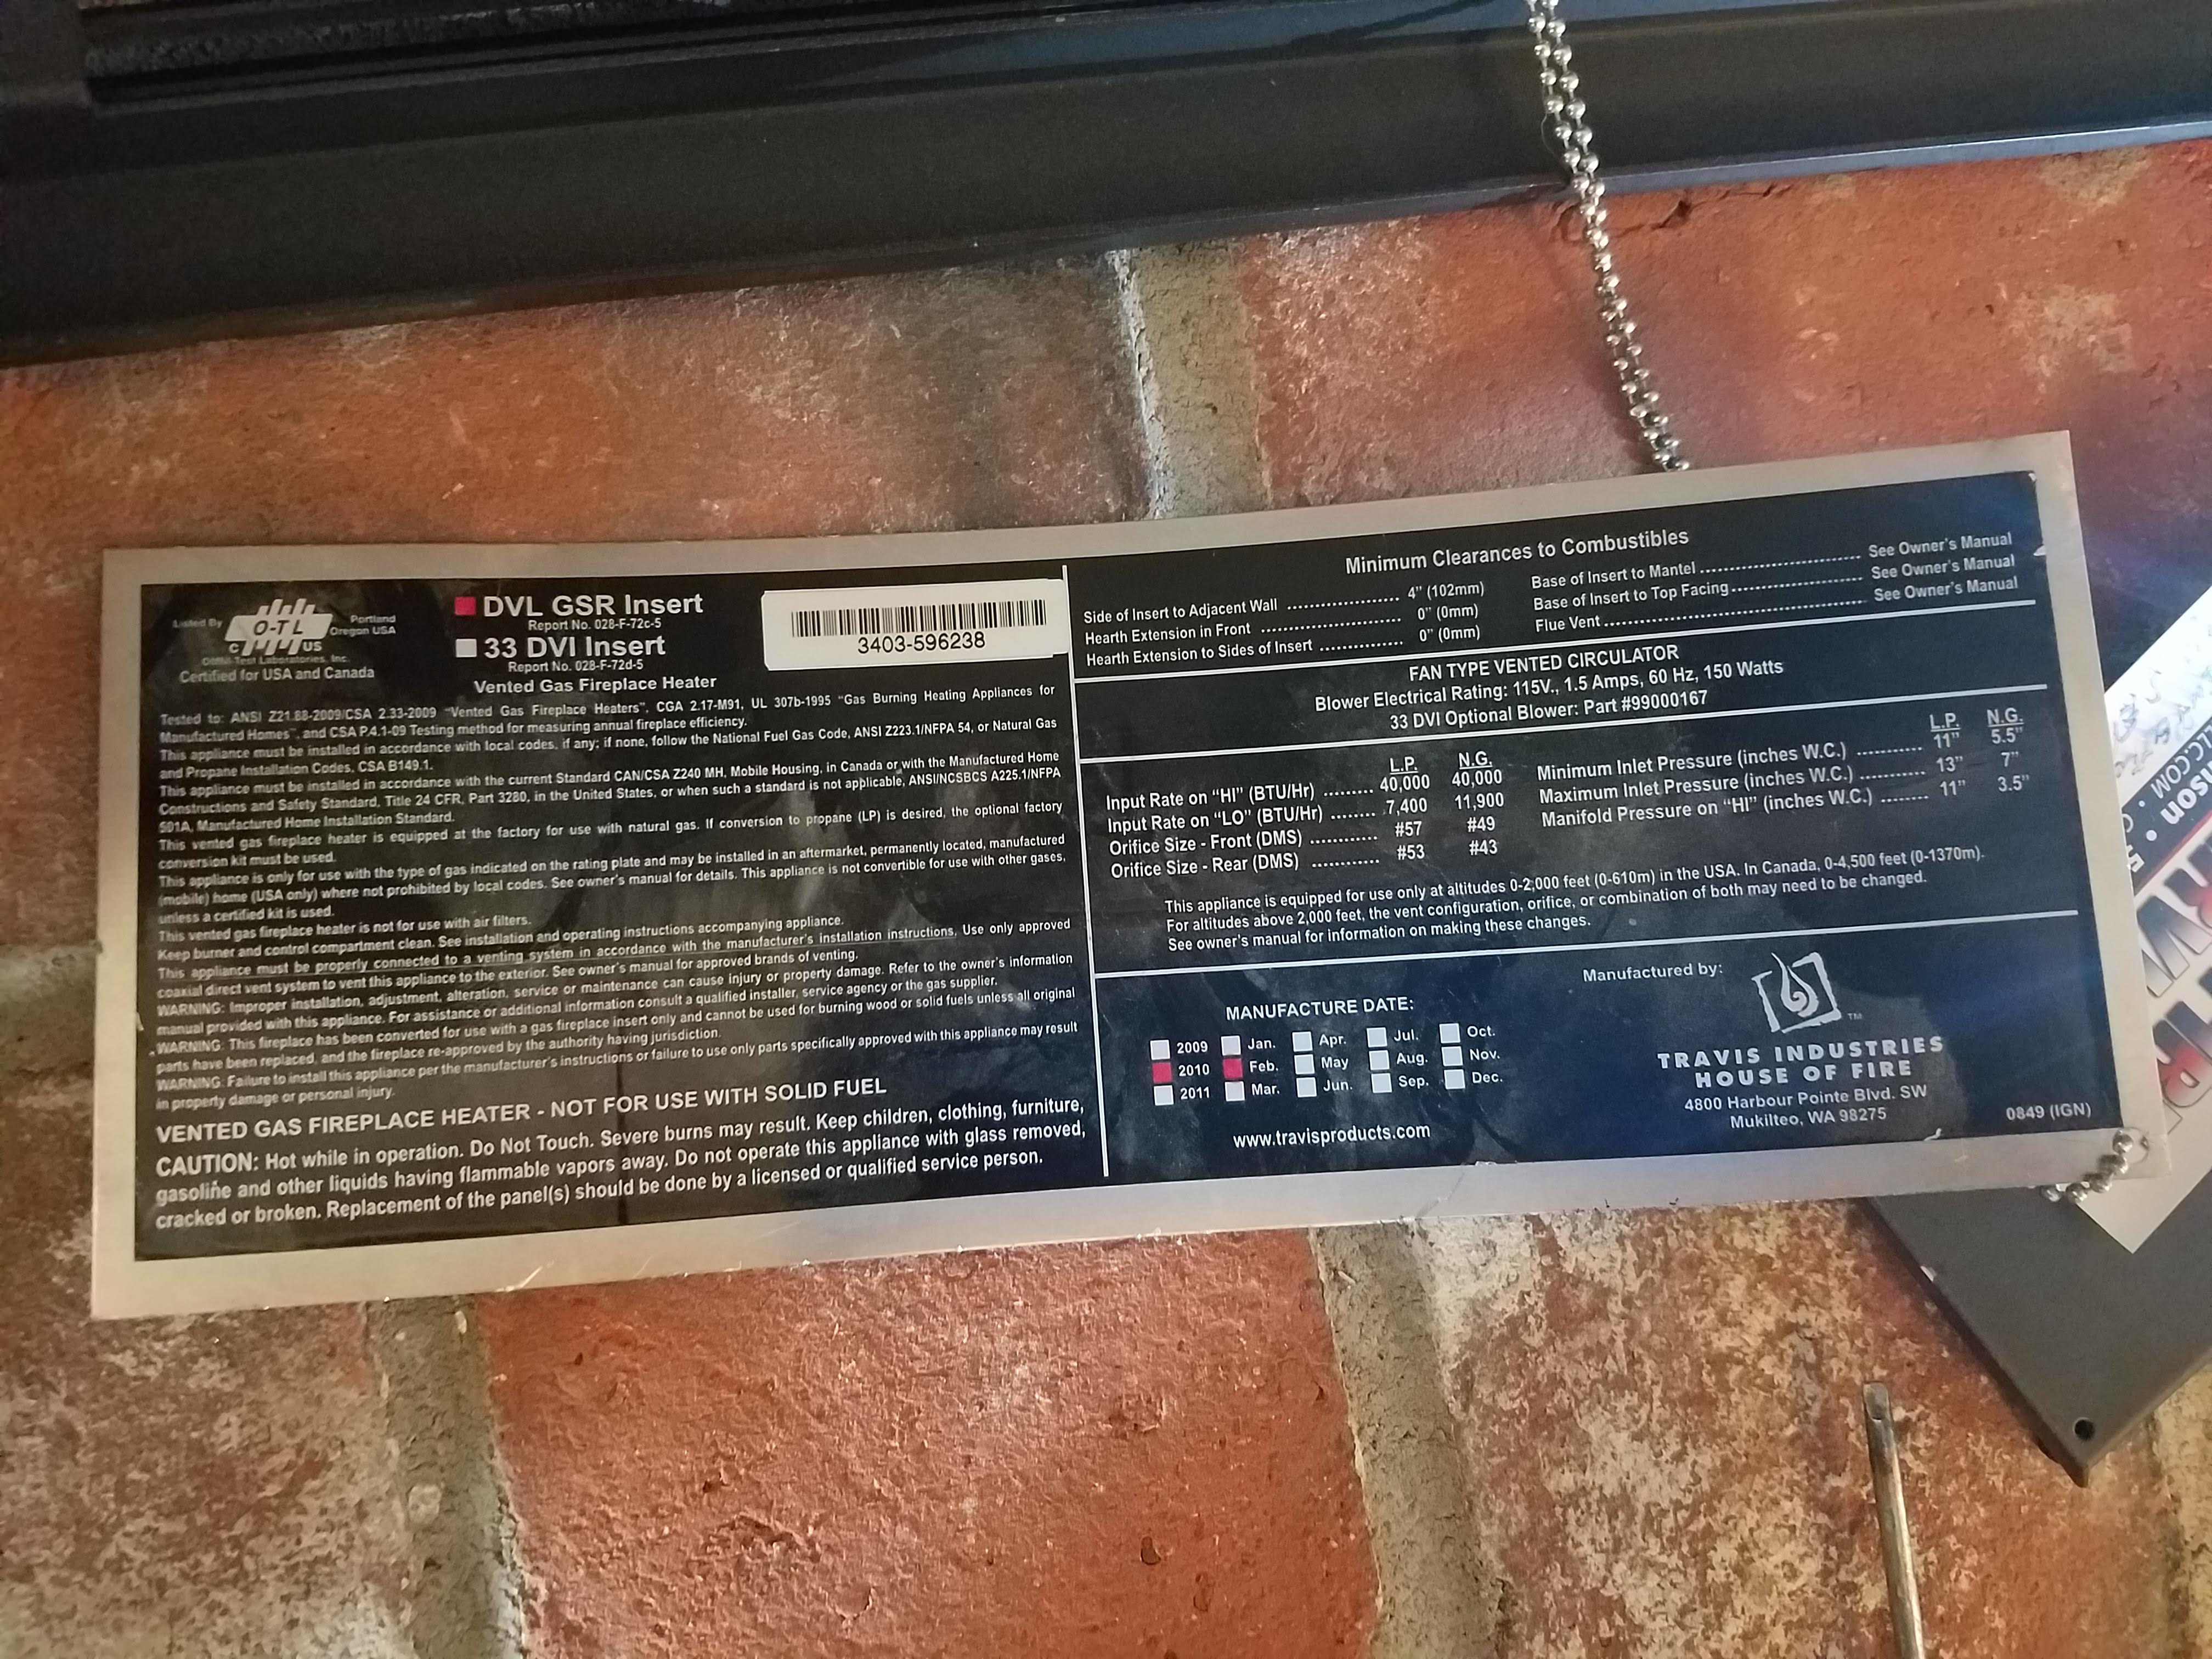 Listed By
O-TL
C US
Portland
Oregon USA
Omni-Test Laboratories, Inc.
Certified for USA and Canada
DVL GSR Insert
Report No. 028-F-72c-5
33 DVI Insert
Report No. 028-F-72d-5
Vented Gas Fireplace Heater
3403-596238
Tested to: ANSI Z21.88-2009/CSA 2.33-2009 "Vented Gas Fireplace Heaters", CGA 2.17-M91, UL 307b-1995 "Gas Burning Heating Appliances for
Manufactured Homes", and CSA P.4.1-09 Testing method for measuring annual fireplace efficiency.
This appliance must be installed in accordance with local codes, if any; if none, follow the National Fuel Gas Code, ANSI Z223.1/NFPA 54, or Natural Gas
and Propane Installation Codes, CSA B149.1.
This appliance must be installed in accordance with the current Standard CAN/CSA Z240 MH, Mobile Housing, in Canada or with the Manufactured Home
Constructions and Safety Standard, Title 24 CFR, Part 3280, in the United States, or when such a standard is not applicable, ANSI/NCSBCS A225.1/NFPA
501A, Manufactured Home Installation Standard.
This vented gas fireplace heater is equipped at the factory for use with natural gas. If conversion to propane (LP) is desired, the optional factory
conversion kit must be used.
This appliance is only for use with the type of gas indicated on the rating plate and may be installed in an aftermarket, permanently located, manufactured
(mobile) home (USA only) where not prohibited by local codes. See owner's manual for details. This appliance is not convertible for use with other gases,
unless a certified kit is used.
This vented gas fireplace heater is not for use with air filters.
Keep burner and control compartment clean. See installation and operating instructions accompanying appliance.
This appliance must be properly connected to a venting system in accordance with the manufacturer's installation instructions. Use only approved
coaxial direct vent system to vent this appliance to the exterior. See owner's manual for approved brands of venting.
WARNING: Improper installation, adjustment, alteration, service or maintenance can cause injury or property damage. Refer to the owner's information
manual provided with this appliance. For assistance or additional information consult a qualified installer, service agency or the gas supplier.
WARNING: This fireplace has been converted for use with a gas fireplace insert only and cannot be used for burning wood or solid fuels unless all original
parts have been replaced, and the fireplace re-approved by the authority having jurisdiction.
WARNING: Failure to install this appliance per the manufacturer's instructions or failure to use only parts specifically approved with this appliance may result
in property damage or personal injury.
VENTED GAS FIREPLACE HEATER - NOT FOR USE WITH SOLID FUEL
CAUTION: Hot while in operation. Do Not Touch. Severe burns may result. Keep children, clothing, furniture,
gasoline and other liquids having flammable vapors away. Do not operate this appliance with glass removed,
cracked or broken. Replacement of the panel(s) should be done by a licensed or qualified service person.
Minimum Clearances to Combustibles
Side of Insert to Adjacent Wall .................... 4" (102mm)
Hearth Extension in Front ......................... 0" (0mm)
Hearth Extension to Sides of Insert ............... 0" (0mm)
Base of Insert to Mantel ......................... See Owner's Manual
Base of Insert to Top Facing ..................... See Owner's Manual
Flue Vent ........................................ See Owner's Manual
FAN TYPE VENTED CIRCULATOR
Blower Electrical Rating: 115V., 1.5 Amps, 60 Hz, 150 Watts
33 DVI Optional Blower: Part #99000167
L.P. N.G.
Input Rate on "HI" (BTU/Hr) ......... 40,000 40,000
Input Rate on "LO" (BTU/Hr) ........ 7,400 11,900
Orifice Size - Front (DMS) ............ #57 #49
Orifice Size - Rear (DMS) ............ #53 #43
L.P. N.G.
Minimum Inlet Pressure (inches W.C.) ........... 11" 5.5"
Maximum Inlet Pressure (inches W.C.) ........... 13" 7"
Manifold Pressure on "HI" (inches W.C.) ........ 11" 3.5"
This appliance is equipped for use only at altitudes 0-2,000 feet (0-610m) in the USA. In Canada, 0-4,500 feet (0-1370m).
For altitudes above 2,000 feet, the vent configuration, orifice, or combination of both may need to be changed.
See owner's manual for information on making these changes.
MANUFACTURE DATE:
2009 Jan. Apr. Jul. Oct.
2010 Feb. May Aug. Nov.
2011 Mar. Jun. Sep. Dec.
www.travisproducts.com
Manufactured by:
TM
TRAVIS INDUSTRIES
HOUSE OF FIRE
4800 Harbour Pointe Blvd. SW
Mukilteo, WA 98275
0849 (IGN)
LLC.COM
son